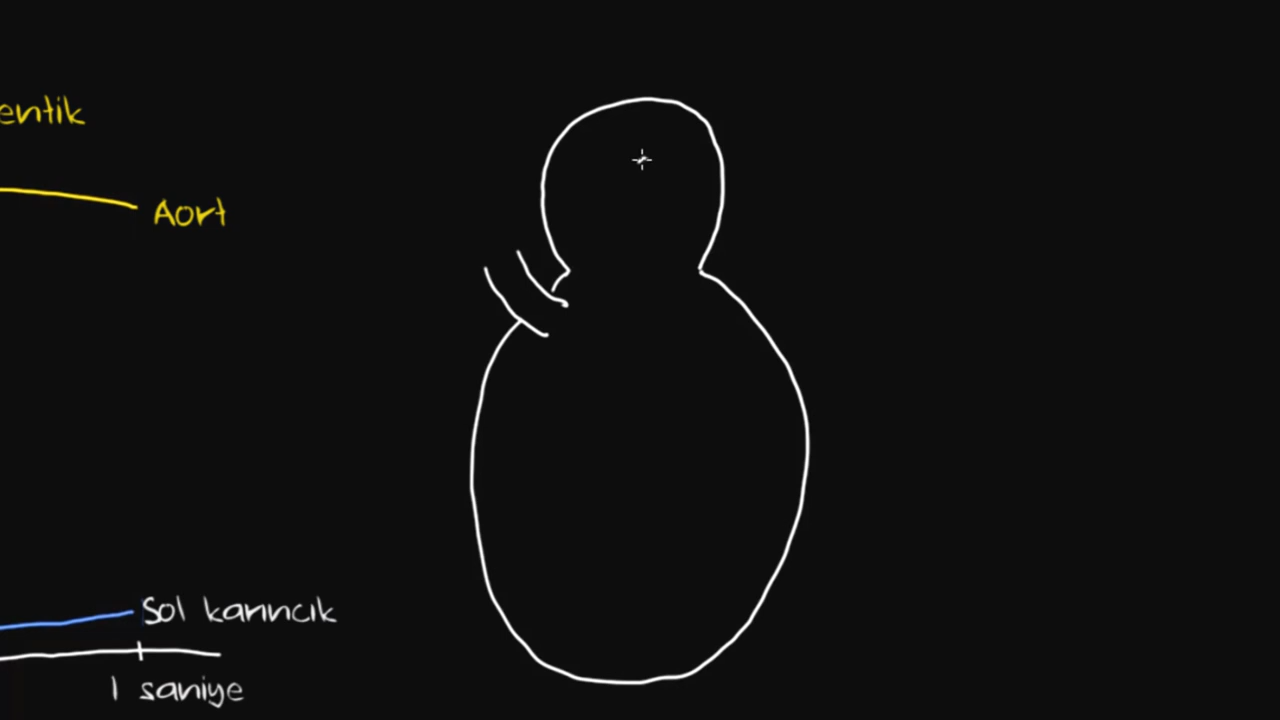 entik
Aort
Sol karıncık
1 saniye